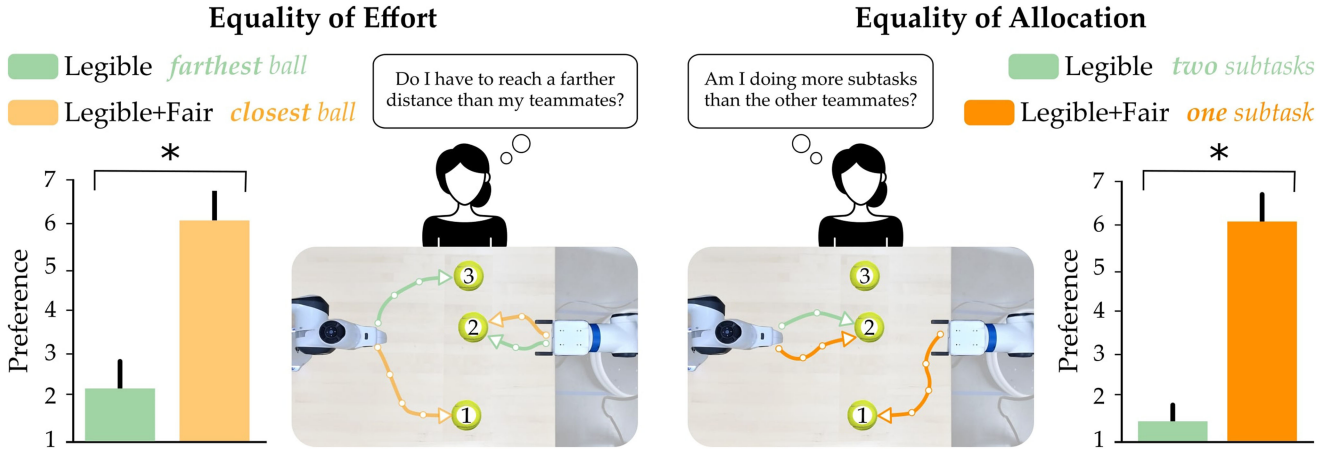 Equality of Effort
Legible farthest ball
Legible+Fair closest ball
Do I have to reach a farther
distance than my teammates?
*
Preference
7
6
5
4
3
2
1
3
2
1
Equality of Allocation
Am I doing more subtasks
than the other teammates?
Legible two subtasks
Legible+Fair one subtask
3
2
1
*
Preference
7
6
5
4
3
2
1